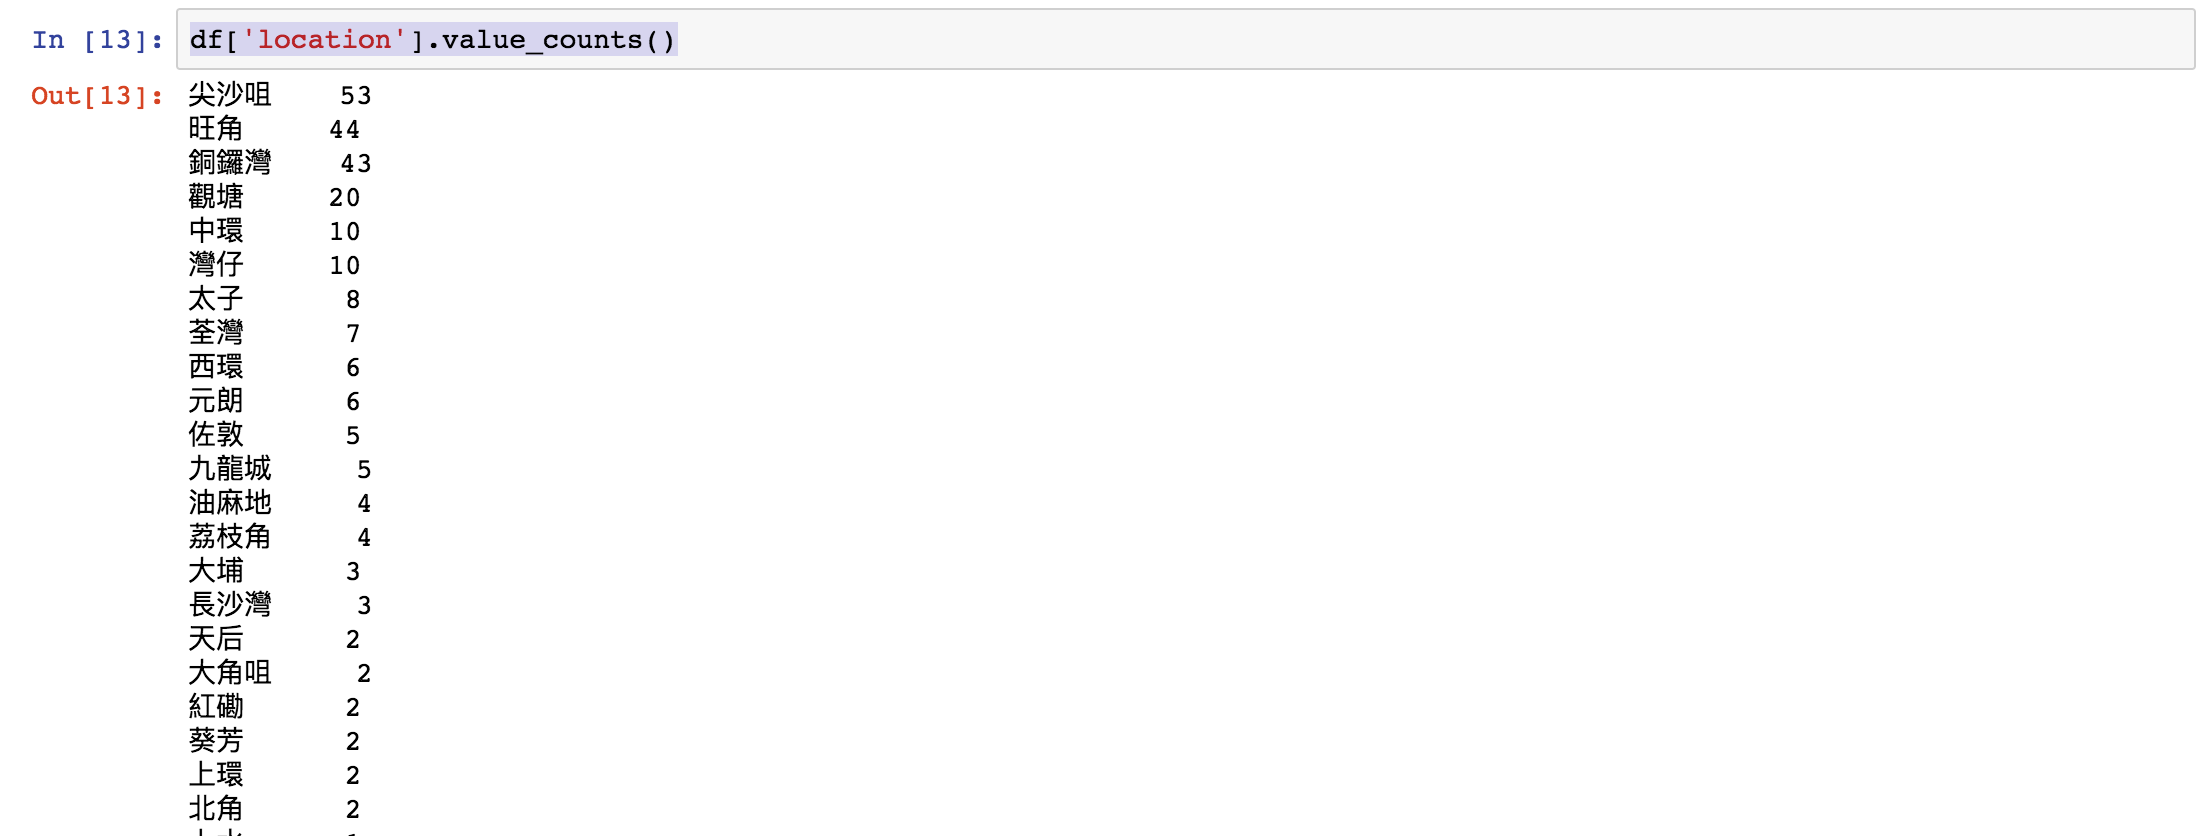 In [13]: df['location'].value_counts()
Out[13]: 尖沙咀 53
旺角 44
銅鑼灣 43
觀塘 20
中環 10
灣仔 10
太子 8
荃灣 7
西環 6
元朗 6
佐敦 5
九龍城 5
油麻地 4
荔枝角 4
大埔 3
長沙灣 3
天后 2
大角咀 2
紅磡 2
葵芳 2
上環 2
北角 2